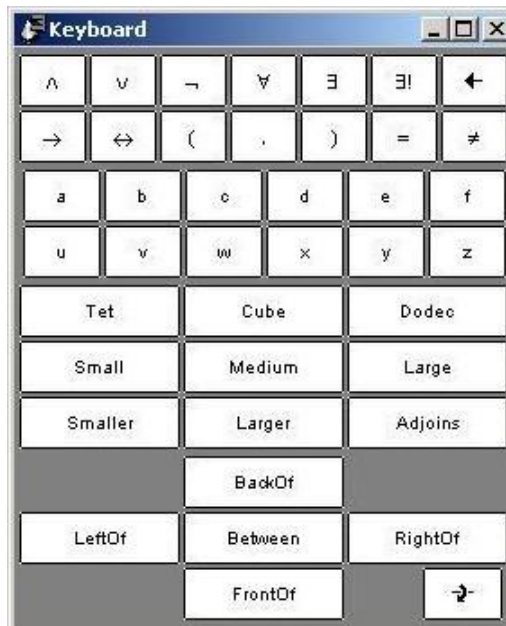 Keyboard
∧ ∨ ¬ ∀ ∃ ∃! ←
→ ↔ ( , ) = ≠
a b c d e f
u v w x y z
Tet Cube Dodec
Small Medium Large
Smaller Larger Adjoins
BackOf
LeftOf Between RightOf
FrontOf